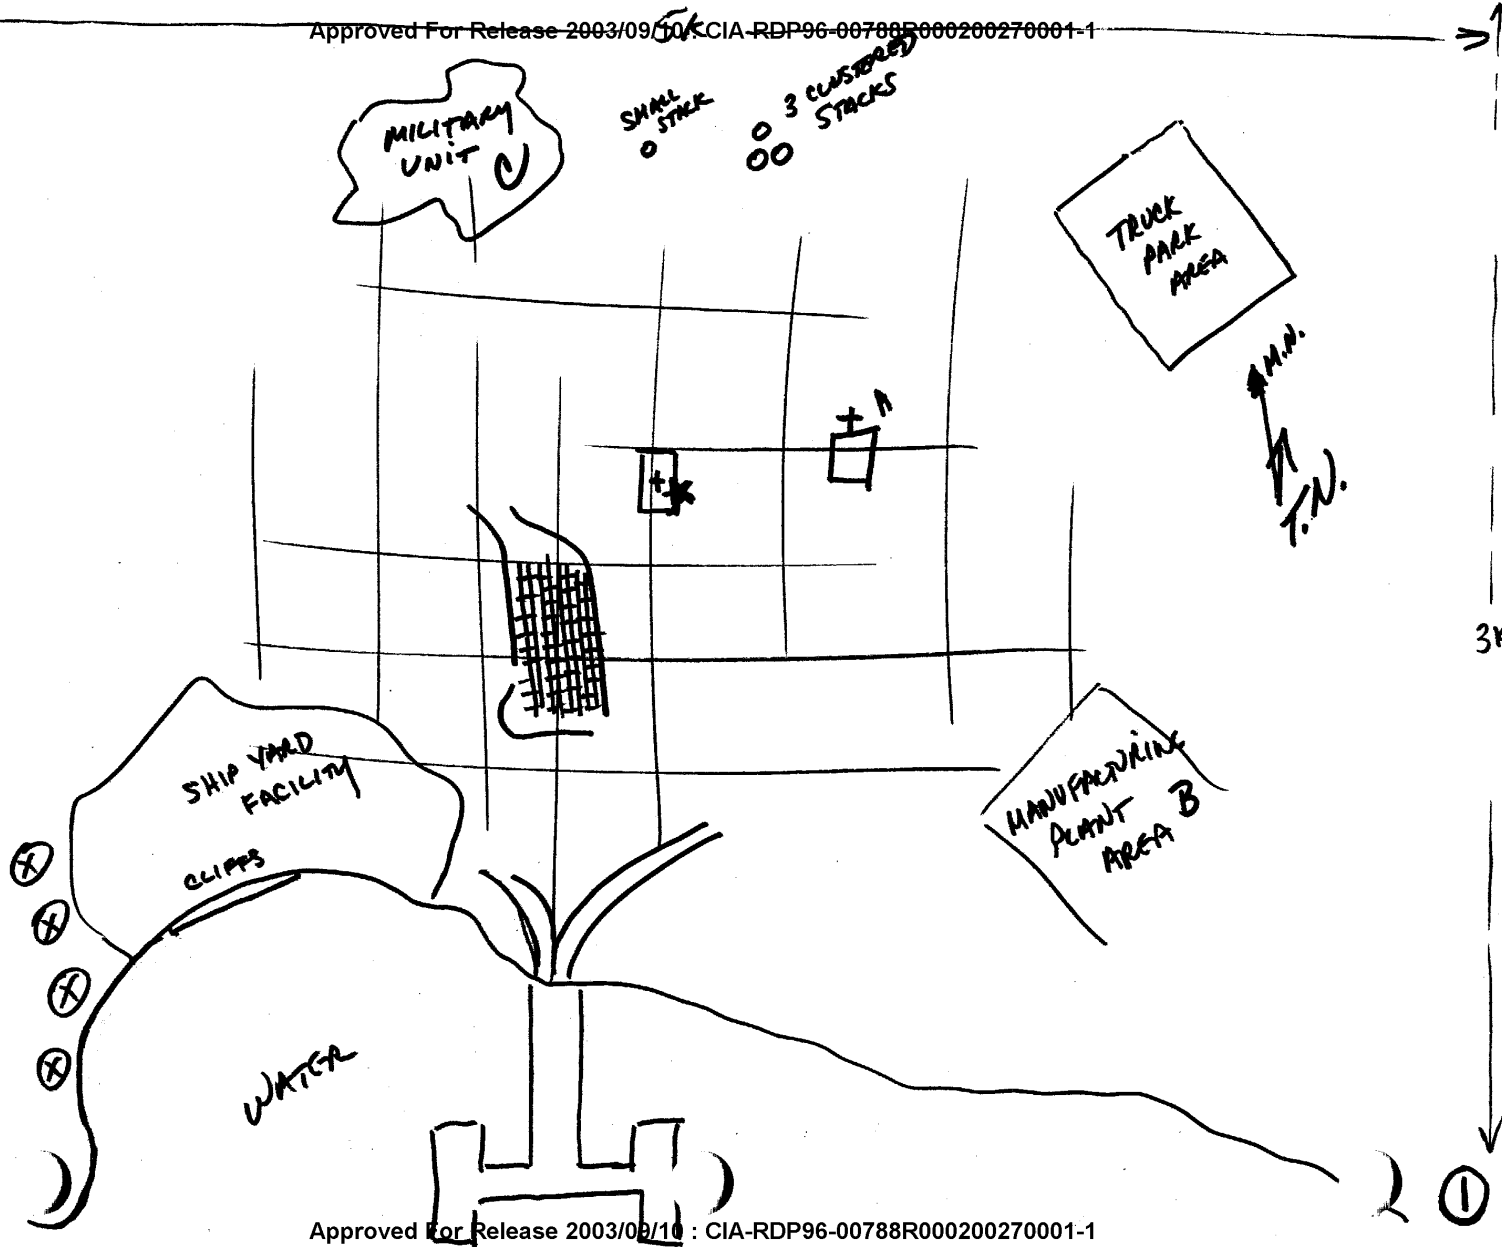 Approved For Release 2003/09/10 : CIA-RDP96-00788R000200270001-1
5K
MILITARY
UNIT C
SMALL
STACK
3 CLUSTERED
STACKS
TRUCK
PARK
AREA
M.N.
T.N.
A
3K
SHIP YARD
FACILITY
CLIFFS
MANUFACTURING
PLANT B
AREA
X
X
X
X
WATER
1
Approved For Release 2003/09/10 : CIA-RDP96-00788R000200270001-1